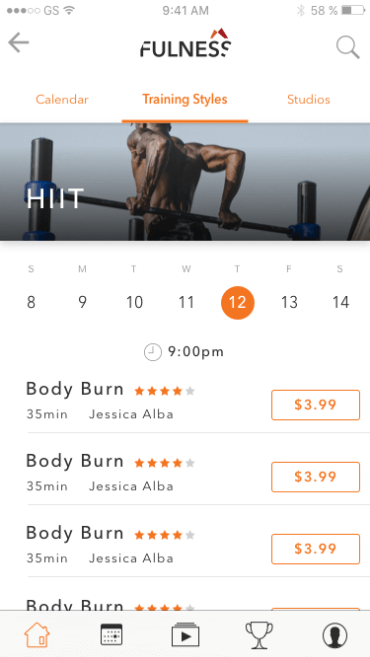 GS 9:41 AM 58 %
FULNESS
Calendar Training Styles Studios
HIIT
S M T W T F S
8 9 10 11 12 13 14
9:00pm
Body Burn
35min Jessica Alba
$3.99
Body Burn
35min Jessica Alba
$3.99
Body Burn
35min Jessica Alba
$3.99
Body Burn